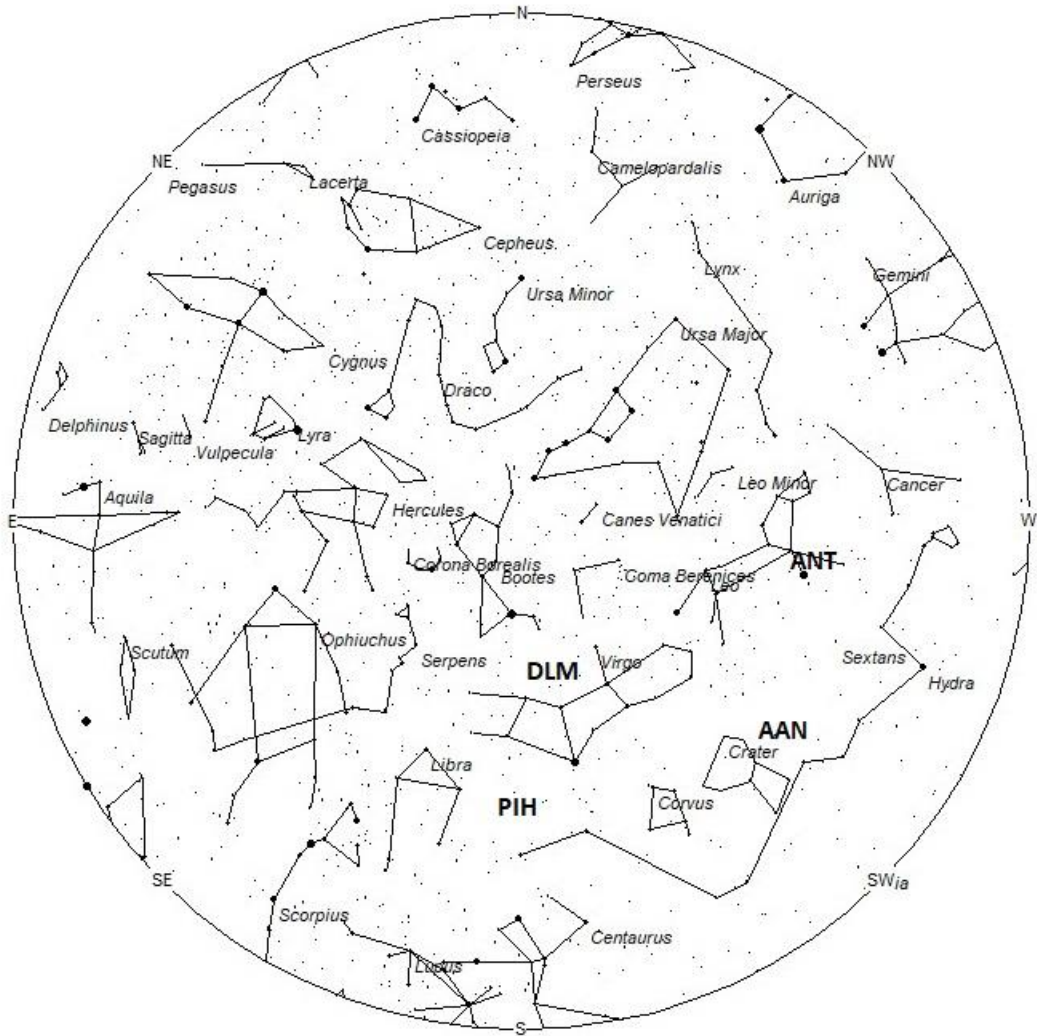 N
Perseus
Cassiopeia
NE
NW
Camelopardalis
Pegasus
Lacerta
Auriga
Cepheus
Lynx
Gemini
Ursa Minor
Ursa Major
Cygnus
Draco
Delphinus
Sagitta
Lyra
Vulpecula
Leo Minor
Cancer
Aquila
Hercules
Canes Venatici
E
W
Corona Borealis
Bootes
Coma Berenices
ANT
Leo
Ophiuchus
Scutum
Serpens
DLM
Virgo
Sextans
Hydra
AAN
Crater
Libra
PIH
Corvus
SE
SW
ia
Scorpius
Centaurus
Lupus
S